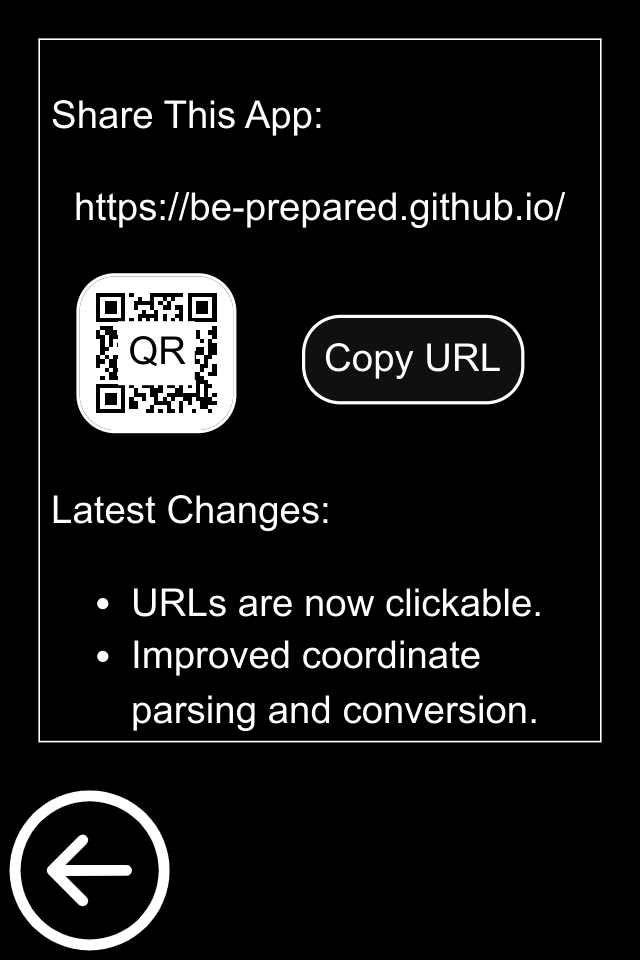 Share This App:
https://be-prepared.github.io/
QR
Copy URL
Latest Changes:
• URLs are now clickable.
• Improved coordinate
parsing and conversion.